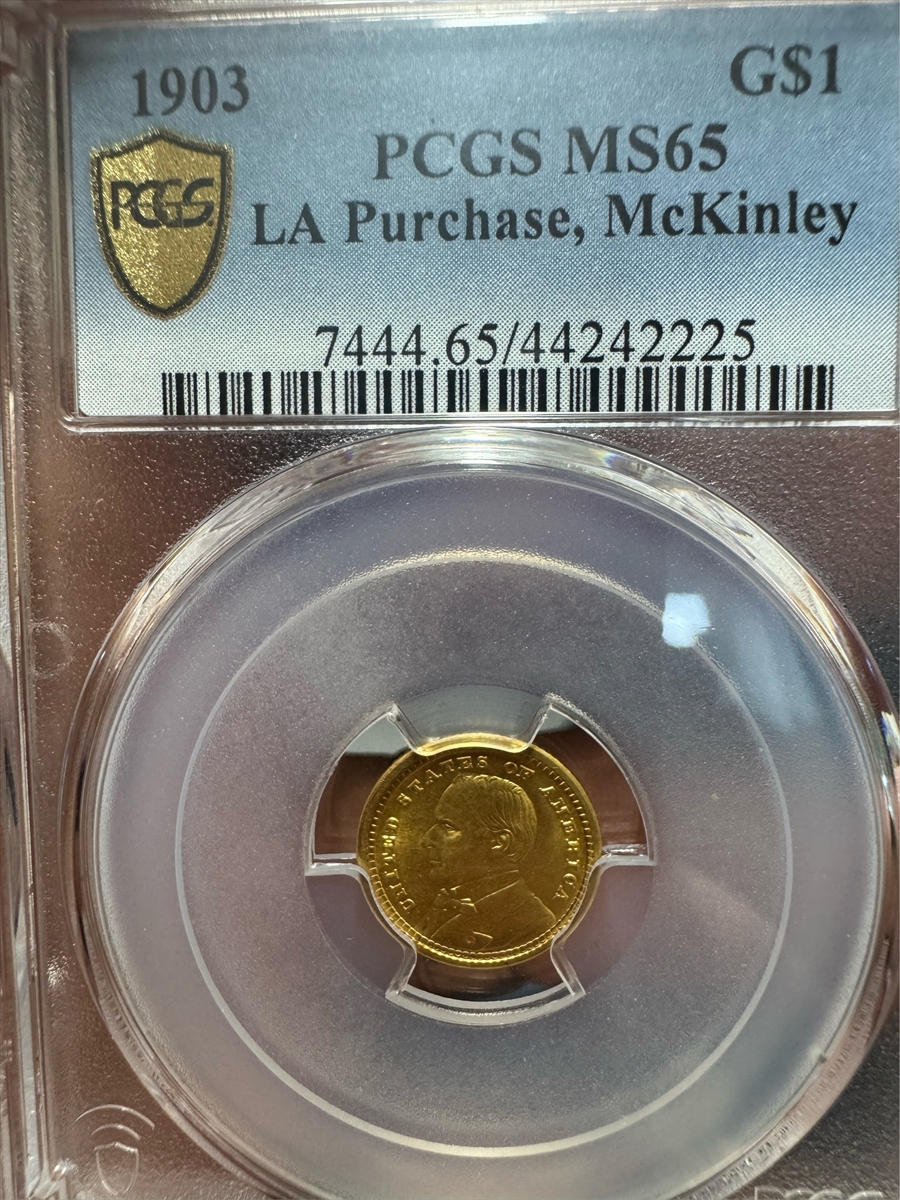 1903
G$1
PCGS MS65
PCGS
LA Purchase, McKinley
7444.65/44242225
UNITED STATES OF AMERICA